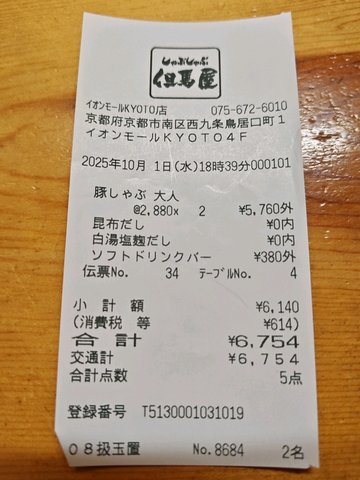 しゃぶしゃぶ
但馬屋
イオンモールKYOTO店 075-672-6010
京都府京都市南区西九条鳥居口町1
イオンモールKYOTO4F
2025年10月 1日(水)18時39分000101
豚しゃぶ 大人
@2,880x 2 ¥5,760外
昆布だし ¥0内
白湯塩麹だし ¥0内
ソフトドリンクバー ¥380外
伝票No. 34 テーブルNo. 4
小 計 額 ¥6,140
(消費税 等 ¥614)
合 計 ¥6,754
交通計 ¥6,754
合計点数 5点
登録番号 T5130001031019
08扱玉置 No.8684 2名